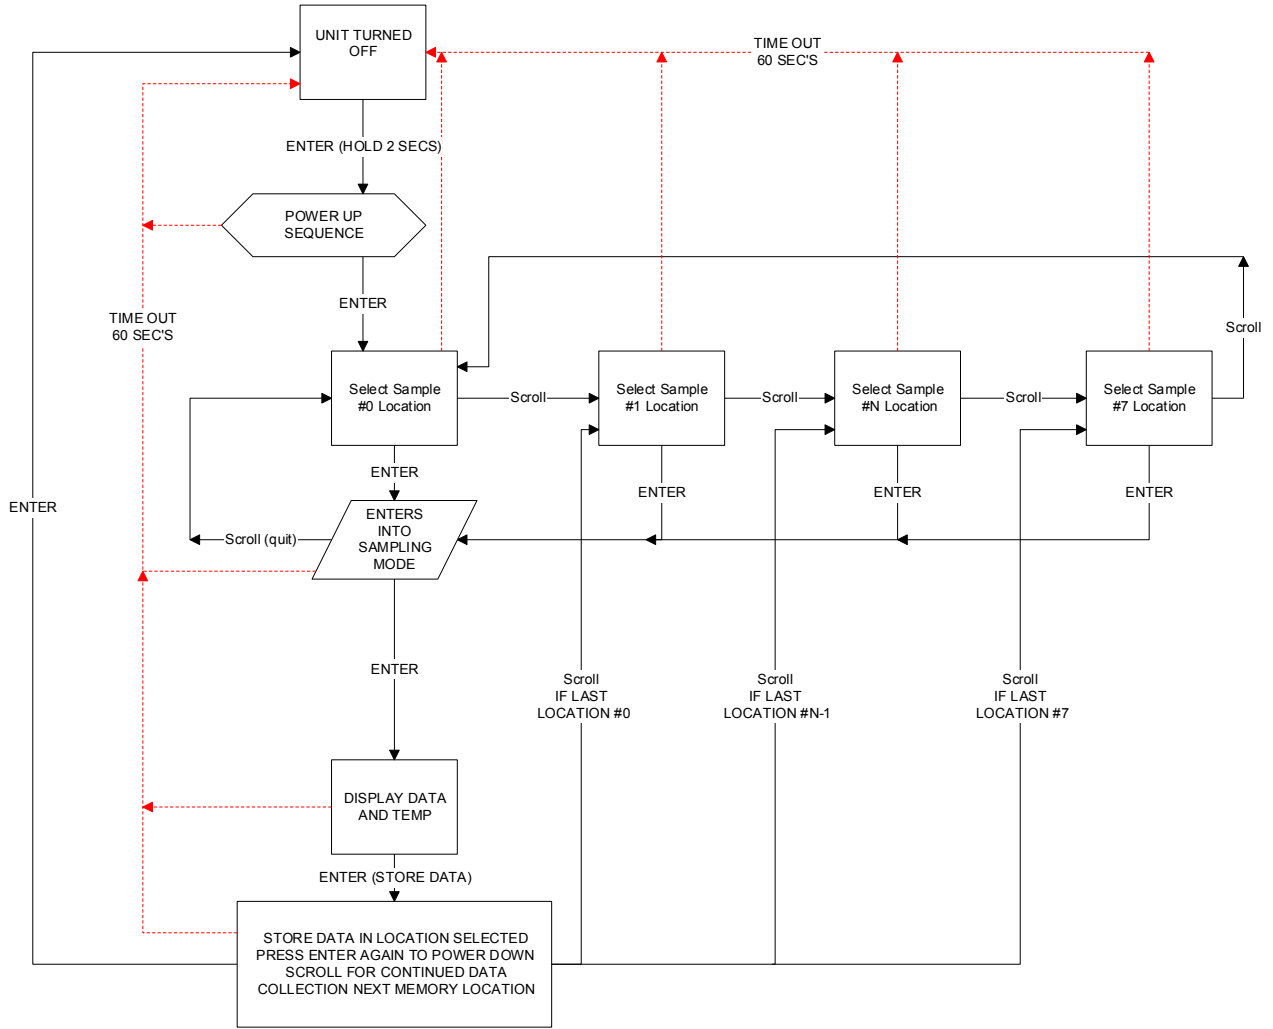 UNIT TURNED
OFF
TIME OUT
60 SEC'S
ENTER (HOLD 2 SECS)
POWER UP
SEQUENCE
ENTER
TIME OUT
60 SEC'S
Scroll
Select Sample
#0 Location
Scroll
Select Sample
#1 Location
Scroll
Select Sample
#N Location
Scroll
Select Sample
#7 Location
ENTER
ENTER
ENTER
ENTER
ENTER
ENTERS
INTO
SAMPLING
MODE
Scroll (quit)
ENTER
Scroll
IF LAST
LOCATION #0
Scroll
IF LAST
LOCATION #N-1
Scroll
IF LAST
LOCATION #7
DISPLAY DATA
AND TEMP
ENTER (STORE DATA)
STORE DATA IN LOCATION SELECTED
PRESS ENTER AGAIN TO POWER DOWN
SCROLL FOR CONTINUED DATA
COLLECTION NEXT MEMORY LOCATION